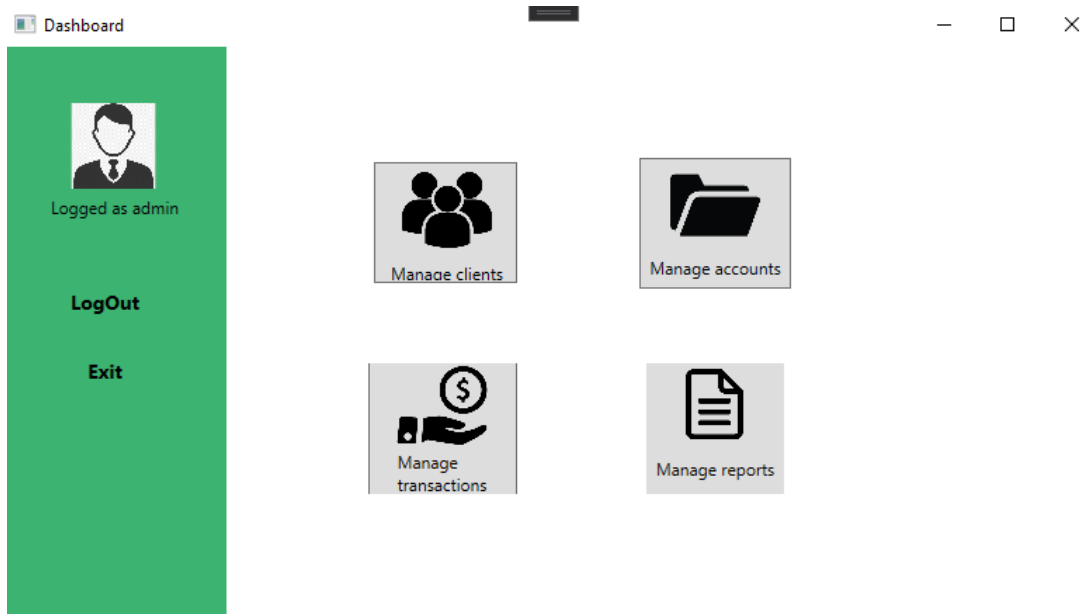 Dashboard
Logged as admin
LogOut
Exit
Manage clients
Manage accounts
Manage
transactions
Manage reports